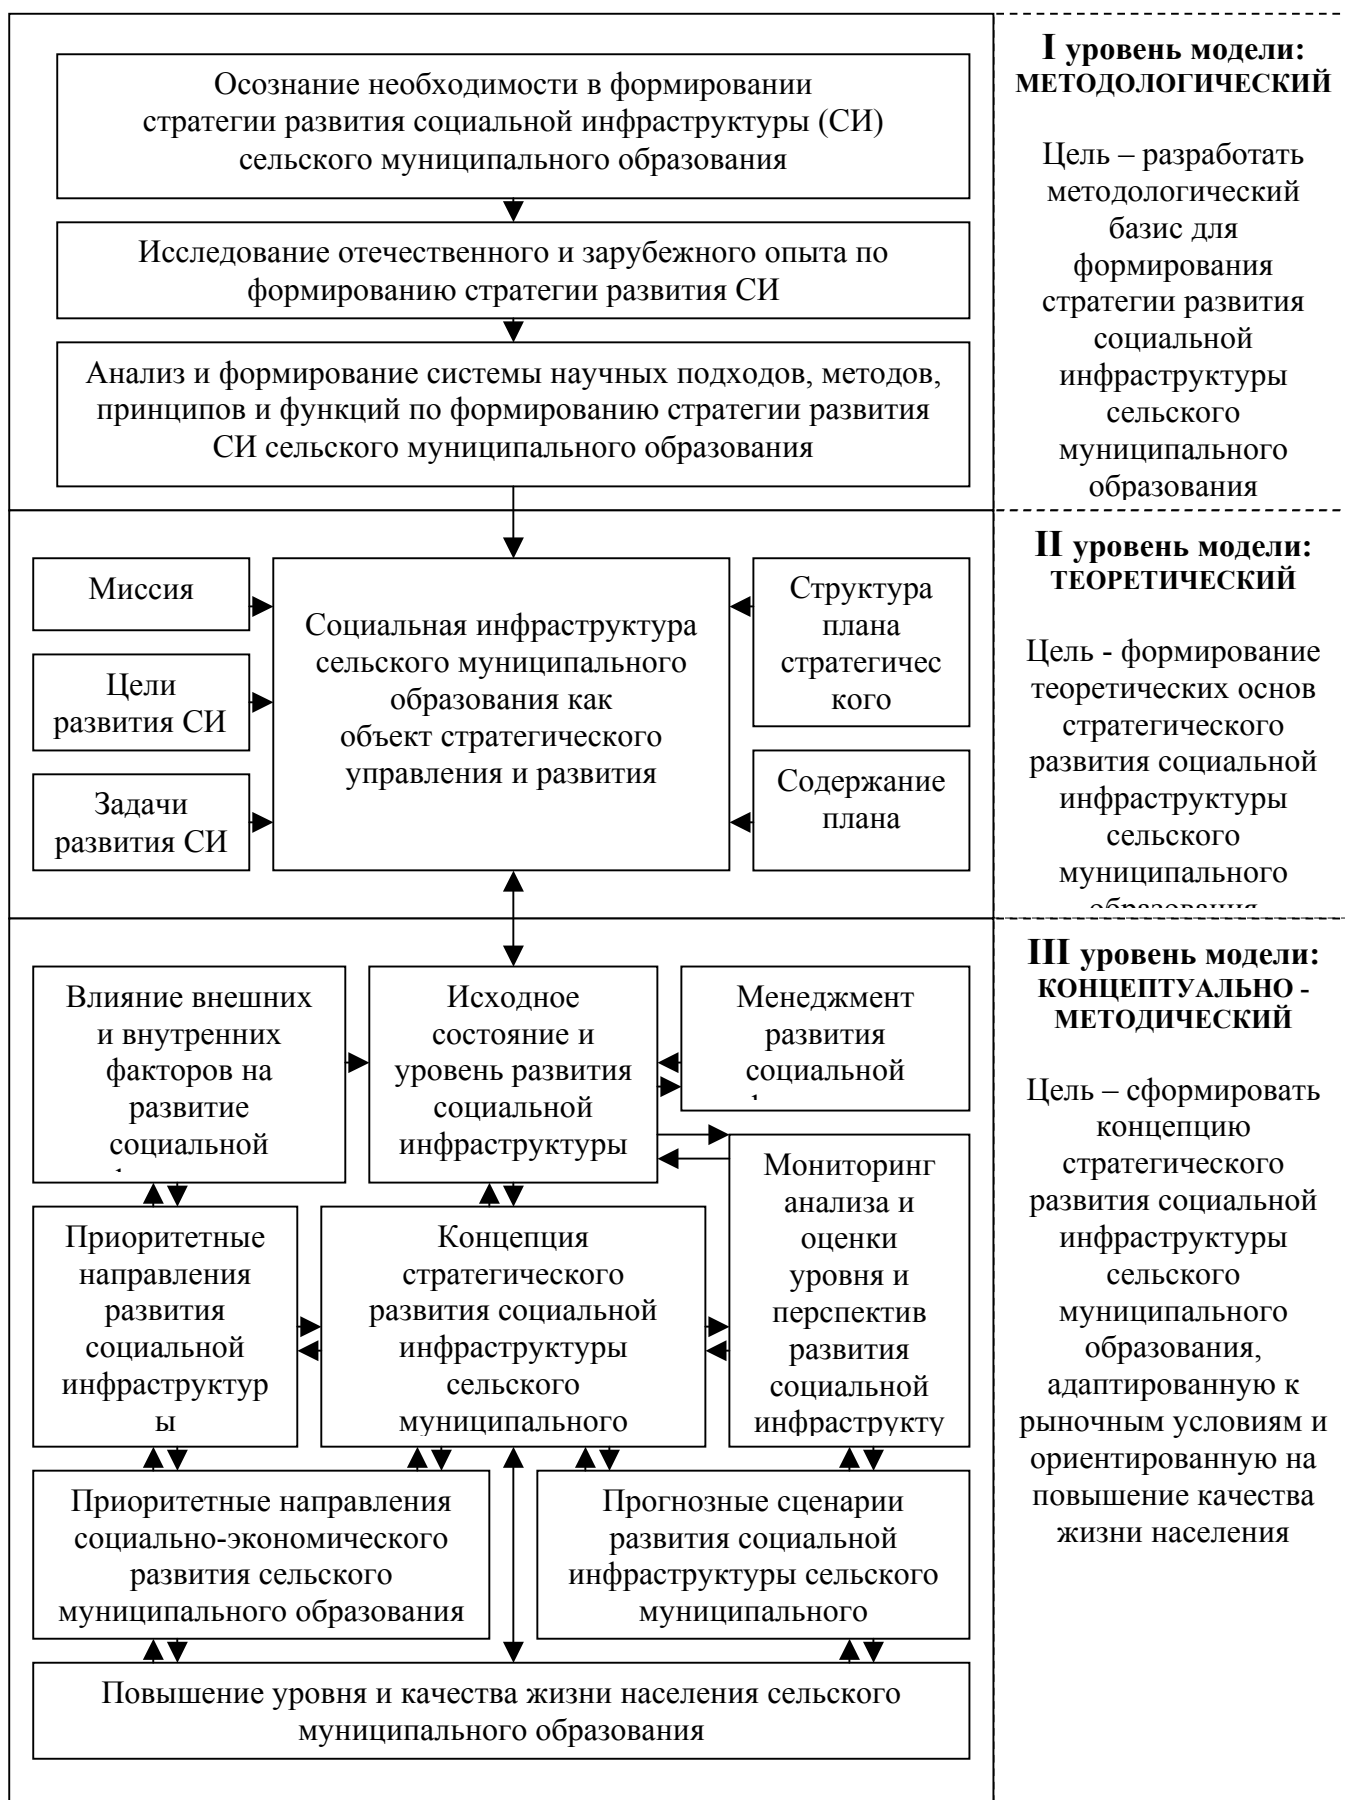 Осознание необходимости в формировании
стратегии развития социальной инфраструктуры (СИ)
сельского муниципального образования
Исследование отечественного и зарубежного опыта по
формированию стратегии развития СИ
Анализ и формирование системы научных подходов, методов,
принципов и функций по формированию стратегии развития
СИ сельского муниципального образования
I уровень модели:
МЕТОДОЛОГИЧЕСКИЙ
Цель – разработать
методологический
базис для
формирования
стратегии развития
социальной
инфраструктуры
сельского
муниципального
образования
Миссия
Цели
развития СИ
Задачи
развития СИ
Социальная инфраструктура
сельского муниципального
образования как
объект стратегического
управления и развития
Структура
плана
стратегичес
кого
Содержание
плана
II уровень модели:
ТЕОРЕТИЧЕСКИЙ
Цель - формирование
теоретических основ
стратегического
развития социальной
инфраструктуры
сельского
муниципального
образования
Влияние внешних
и внутренних
факторов на
развитие
социальной
Исходное
состояние и
уровень развития
социальной
инфраструктуры
Менеджмент
развития
социальной
Мониторинг
анализа и
оценки
уровня и
перспектив
развития
социальной
инфраструкту
Приоритетные
направления
развития
социальной
инфраструктур
ы
Концепция
стратегического
развития социальной
инфраструктуры
сельского
муниципального
Приоритетные направления
социально-экономического
развития сельского
муниципального образования
Прогнозные сценарии
развития социальной
инфраструктуры сельского
муниципального
Повышение уровня и качества жизни населения сельского
муниципального образования
III уровень модели:
КОНЦЕПТУАЛЬНО -
МЕТОДИЧЕСКИЙ
Цель – сформировать
концепцию
стратегического
развития социальной
инфраструктуры
сельского
муниципального
образования,
адаптированную к
рыночным условиям и
ориентированную на
повышение качества
жизни населения